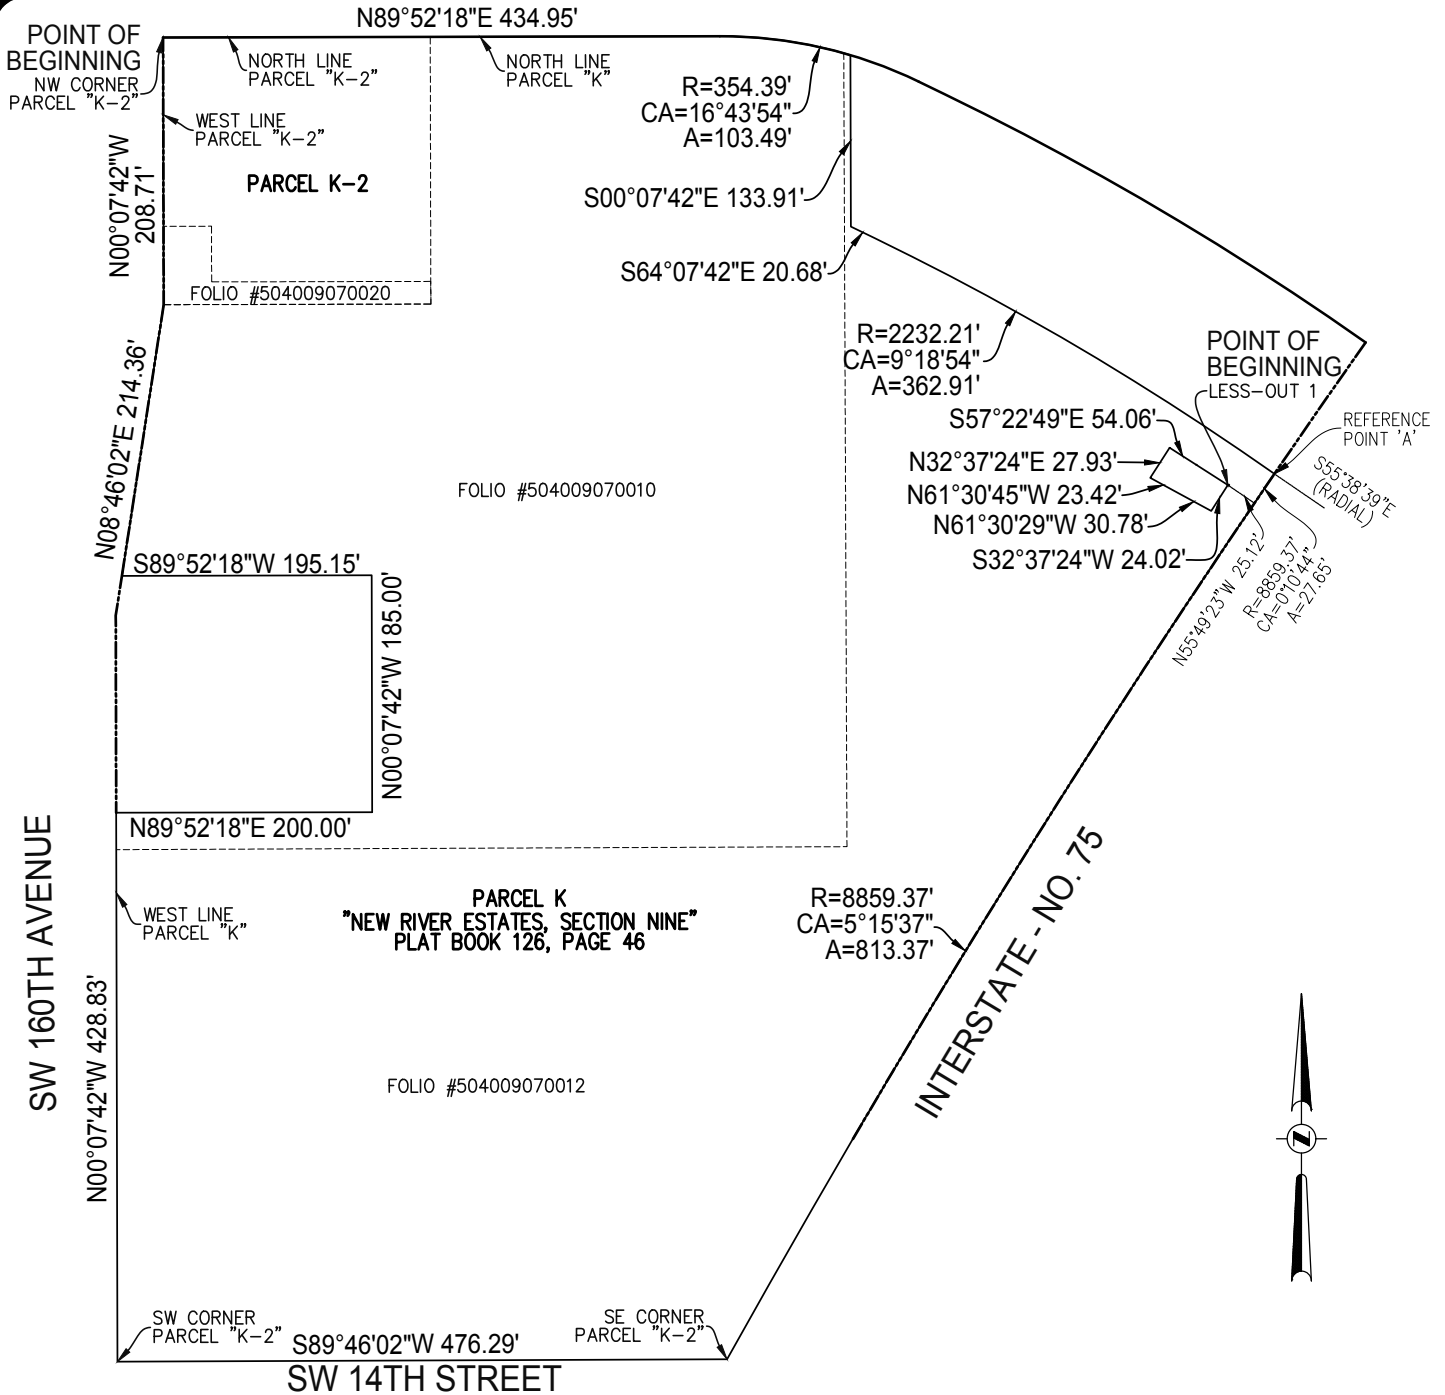 N89°52'18"E 434.95'
POINT OF
BEGINNING
NW CORNER
PARCEL "K-2"
NORTH LINE
PARCEL "K-2"
NORTH LINE
PARCEL "K"
R=354.39'
CA=16°43'54"
A=103.49'
WEST LINE
PARCEL "K-2"
N00°07'42"W
208.71'
PARCEL K-2
S00°07'42"E 133.91'
S64°07'42"E 20.68'
FOLIO #504009070020
R=2232.21'
CA=9°18'54"
A=362.91'
POINT OF
BEGINNING
LESS-OUT 1
REFERENCE
POINT 'A'
S57°22'49"E 54.06'
N32°37'24"E 27.93'
N61°30'45"W 23.42'
N61°30'29"W 30.78'
S32°37'24"W 24.02'
S55°38'39"E
(RADIAL)
N55°49'23"W 25.12'
R=8859.37'
CA=0°10'44"
A=27.65'
N08°46'02"E 214.36'
FOLIO #504009070010
S89°52'18"W 195.15'
N00°07'42"W 185.00'
N89°52'18"E 200.00'
SW 160TH AVENUE
WEST LINE
PARCEL "K"
PARCEL K
"NEW RIVER ESTATES, SECTION NINE"
PLAT BOOK 126, PAGE 46
R=8859.37'
CA=5°15'37"
A=813.37'
INTERSTATE - NO. 75
N00°07'42"W 428.83'
FOLIO #504009070012
Z
SW CORNER
PARCEL "K-2"
SE CORNER
PARCEL "K-2"
S89°46'02"W 476.29'
SW 14TH STREET